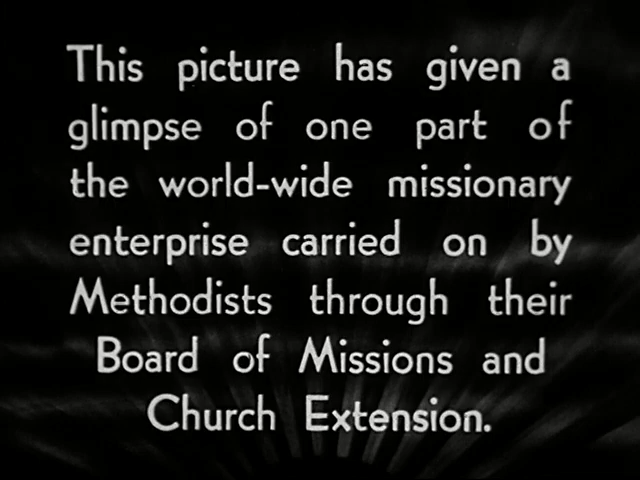 This picture has given a
glimpse of one part of
the world-wide missionary
enterprise carried on by
Methodists through their
Board of Missions and
Church Extension.